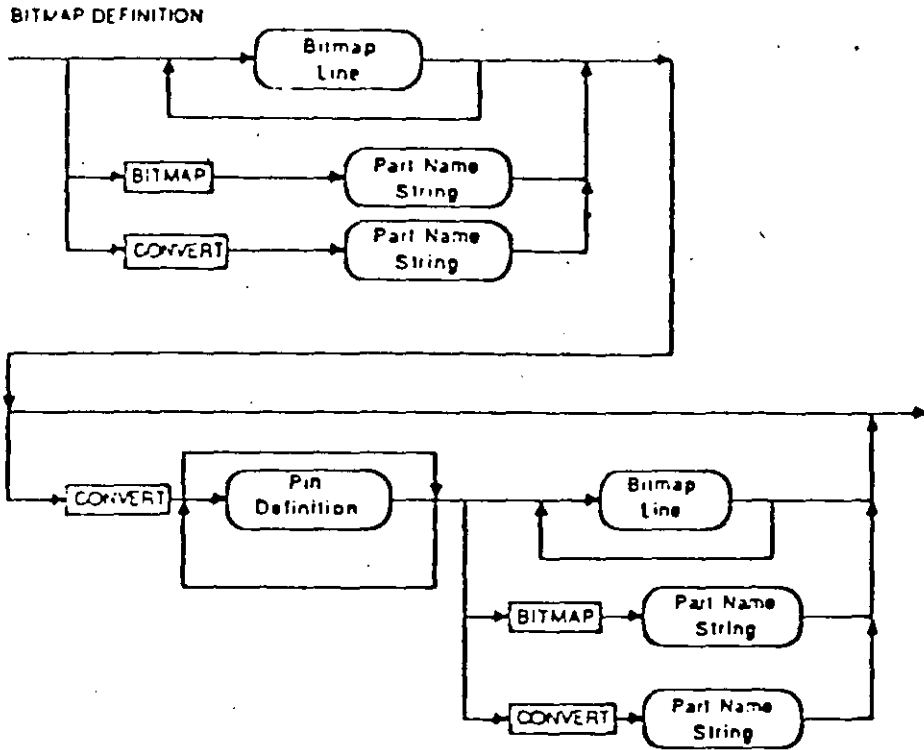 BITMAP DEFINITION
Bitmap
Line
BITMAP
Part Name
String
CONVERT
Part Name
String
CONVERT
Pin
Definition
Bitmap
Line
BITMAP
Part Name
String
CONVERT
Part Name
String